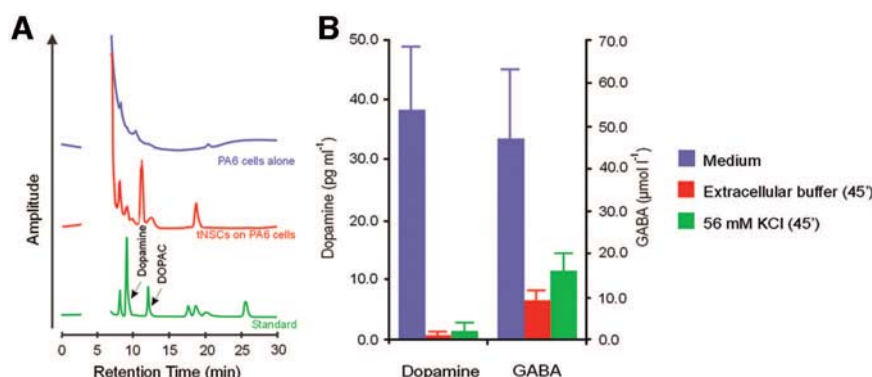 A
Amplitude
PA6 cells alone
tNSCs on PA6 cells
Dopamine
DOPAC
Standard
0 5 10 15 20 25 30
Retention Time (min)
B
50.0
40.0
30.0
20.0
10.0
0.0
Dopamine (pg ml⁻¹)
70.0
60.0
50.0
40.0
30.0
20.0
10.0
0.0
GABA (µmol l⁻¹)
Dopamine GABA
Medium
Extracellular buffer (45')
56 mM KCl (45')